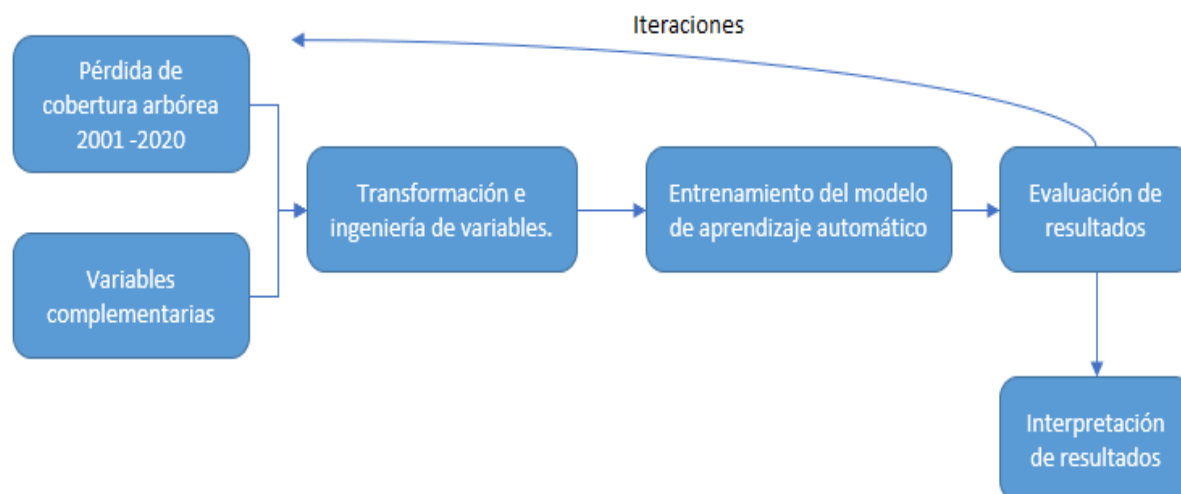 Iteraciones
Pérdida de
cobertura arbórea
2001 -2020
Variables
complementarias
Transformación e
ingeniería de variables.
Entrenamiento del modelo
de aprendizaje automático
Evaluación de
resultados
Interpretación
de resultados